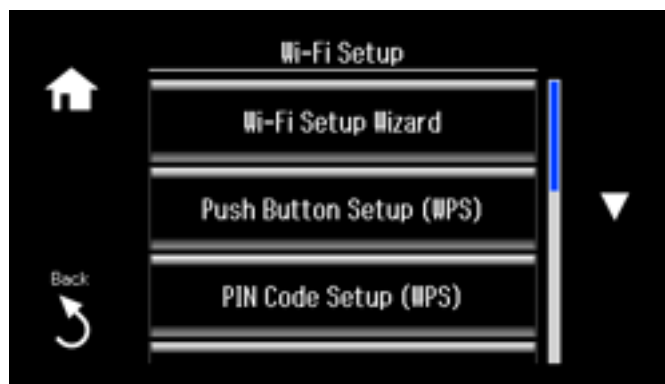 Wi-Fi Setup
Wi-Fi Setup Wizard
Push Button Setup (WPS)
PIN Code Setup (WPS)
Back